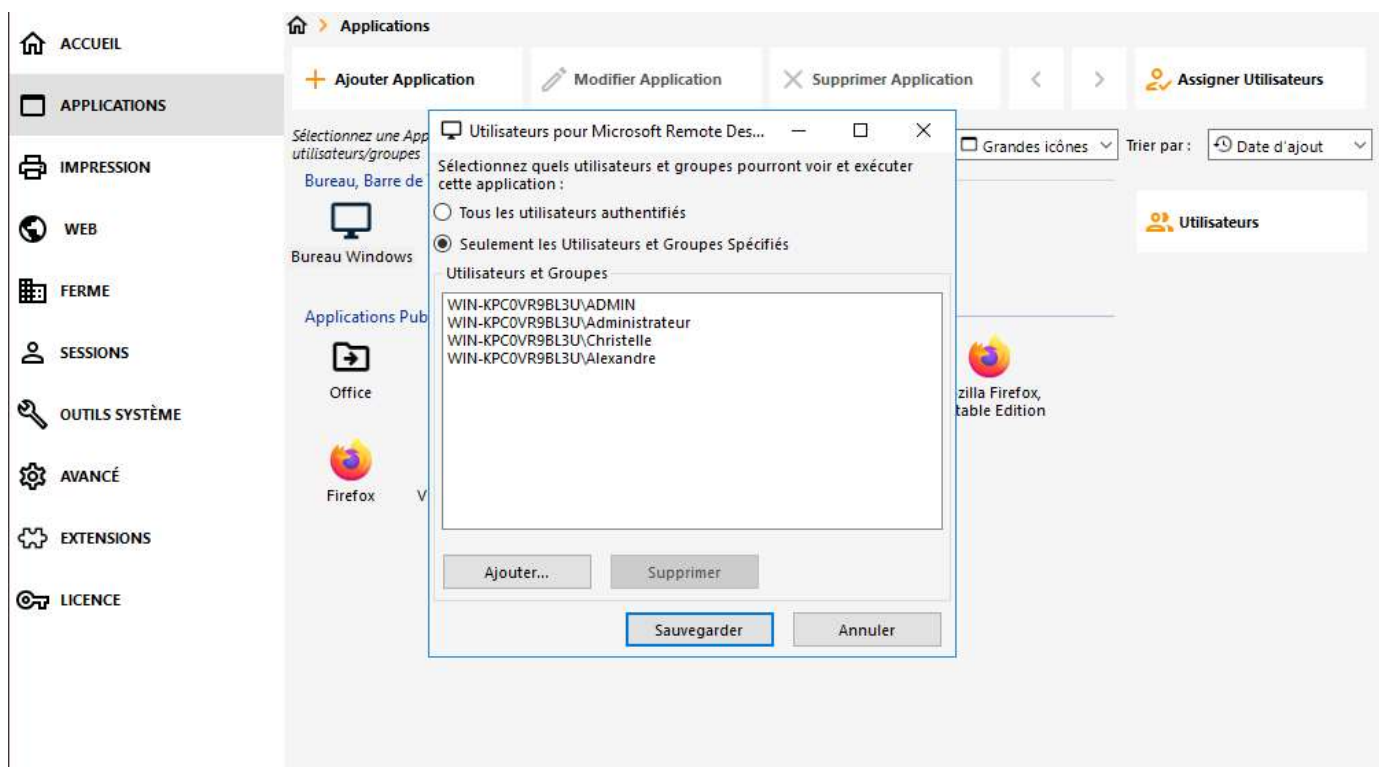 ACCUEIL
APPLICATIONS
IMPRESSION
WEB
FERME
SESSIONS
OUTILS SYSTÈME
AVANCÉ
EXTENSIONS
LICENCE
Applications
Ajouter Application
Modifier Application
Supprimer Application
Assigner Utilisateurs
Sélectionnez une App
utilisateurs/groupes
Grandes icônes
Trier par :
Date d'ajout
Bureau, Barre de
Bureau Windows
Utilisateurs
Applications Pub
Office
zilla Firefox,
table Edition
Firefox
V
Utilisateurs pour Microsoft Remote Des...
Sélectionnez quels utilisateurs et groupes pourront voir et exécuter
cette application :
Tous les utilisateurs authentifiés
Seulement les Utilisateurs et Groupes Spécifiés
Utilisateurs et Groupes
WIN-KPC0VR9BL3U\ADMIN
WIN-KPC0VR9BL3U\Administrateur
WIN-KPC0VR9BL3U\Christelle
WIN-KPC0VR9BL3U\Alexandre
Ajouter...
Supprimer
Sauvegarder
Annuler